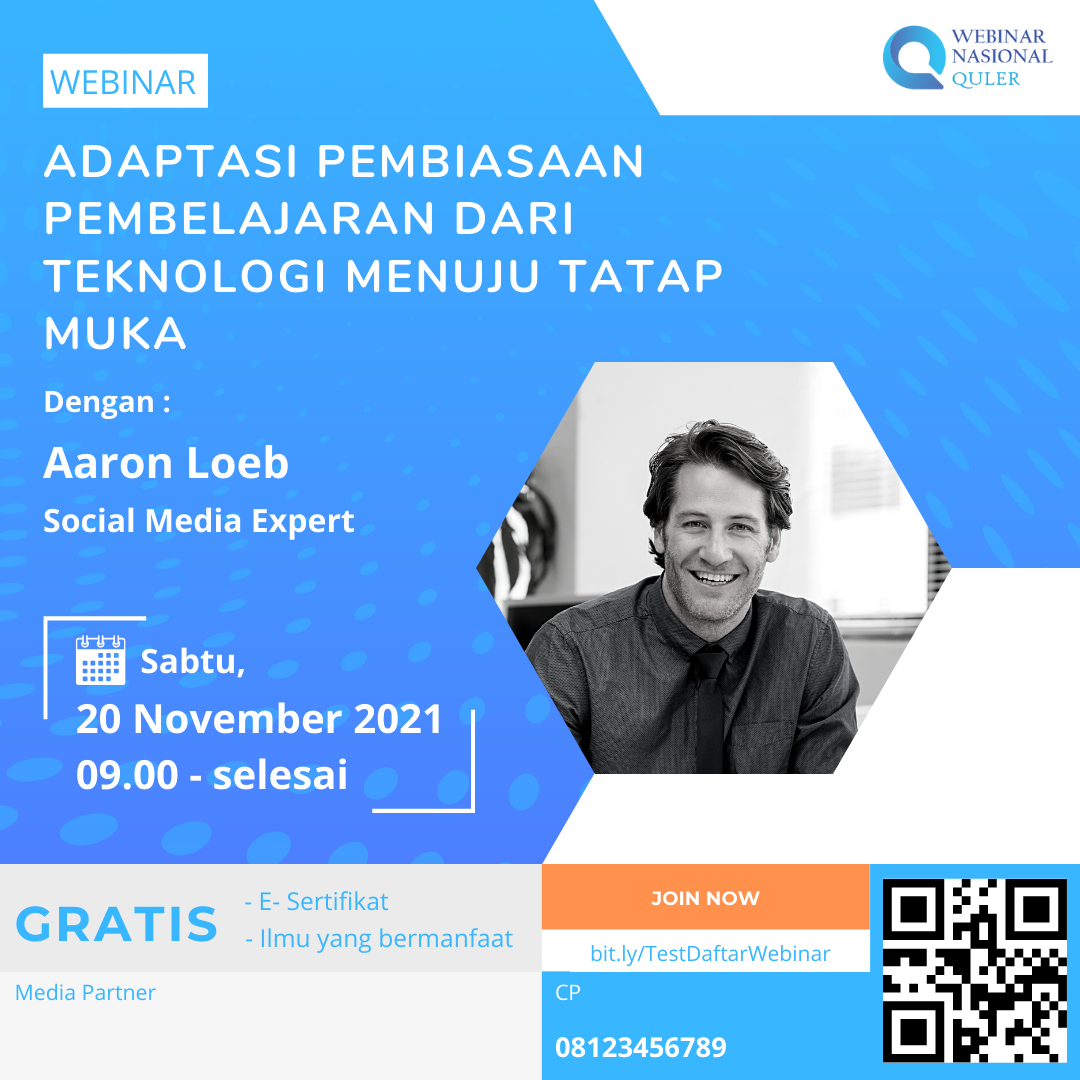 WEBINAR
NASIONAL
QULER
WEBINAR
ADAPTASI PEMBIASAAN
PEMBELAJARAN DARI
TEKNOLOGI MENUJU TATAP
MUKA
Dengan :
Aaron Loeb
Social Media Expert
Sabtu,
20 November 2021
09.00 - selesai
GRATIS
- E- Sertifikat
- Ilmu yang bermanfaat
JOIN NOW
bit.ly/TestDaftarWebinar
Media Partner
CP
08123456789